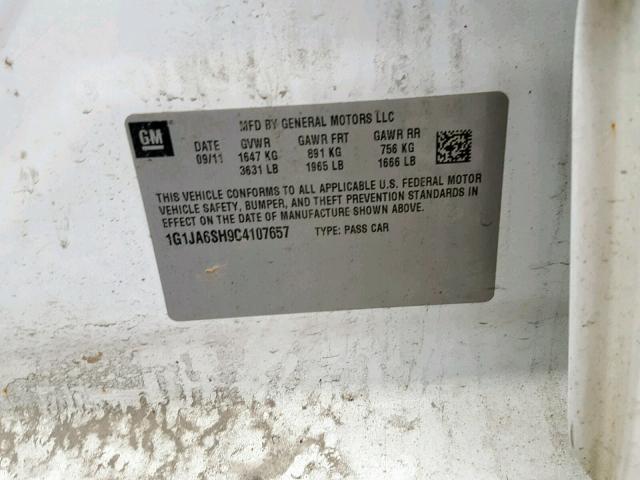 GM
MFD BY GENERAL MOTORS LLC
DATE GVWR GAWR FRT GAWR RR
09/11 1647 KG 891 KG 756 KG
3631 LB 1965 LB 1666 LB
THIS VEHICLE CONFORMS TO ALL APPLICABLE U.S. FEDERAL MOTOR
VEHICLE SAFETY, BUMPER, AND THEFT PREVENTION STANDARDS IN
EFFECT ON THE DATE OF MANUFACTURE SHOWN ABOVE.
1G1JA6SH9C4107657 TYPE: PASS CAR